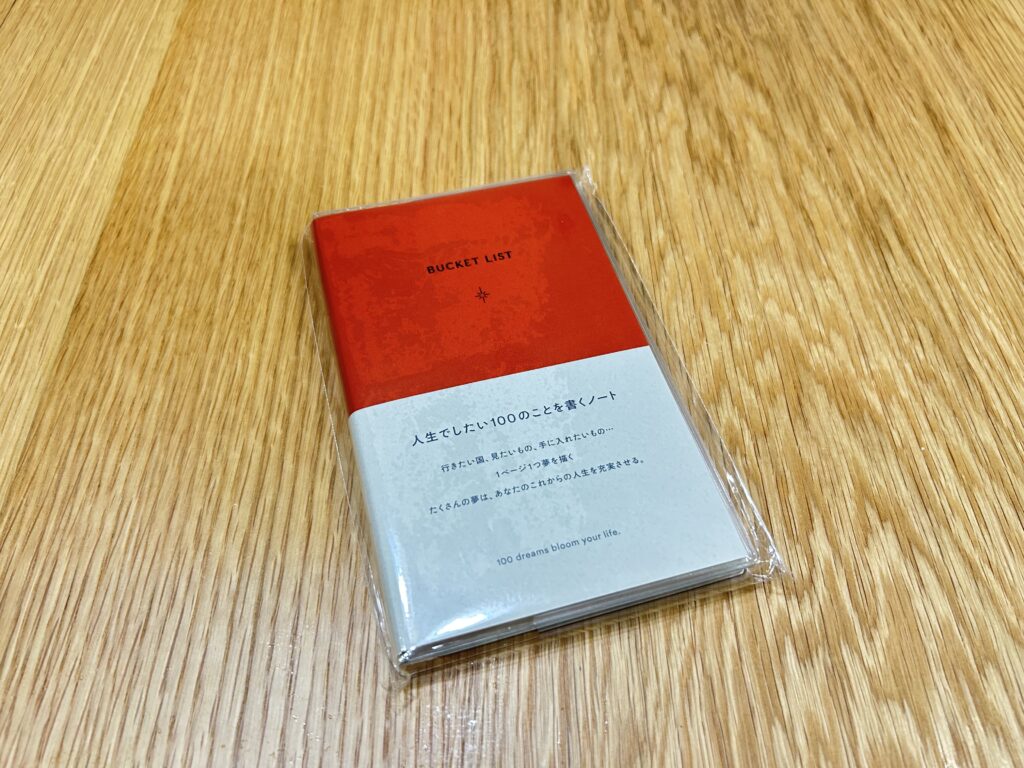 BUCKET LIST
人生でしたい100のことを書くノート
行きたい国、見たいもの、手に入れたいもの…
1ページ1つ夢を描く
たくさんの夢は、あなたのこれからの人生を充実させる。
100 dreams bloom your life.